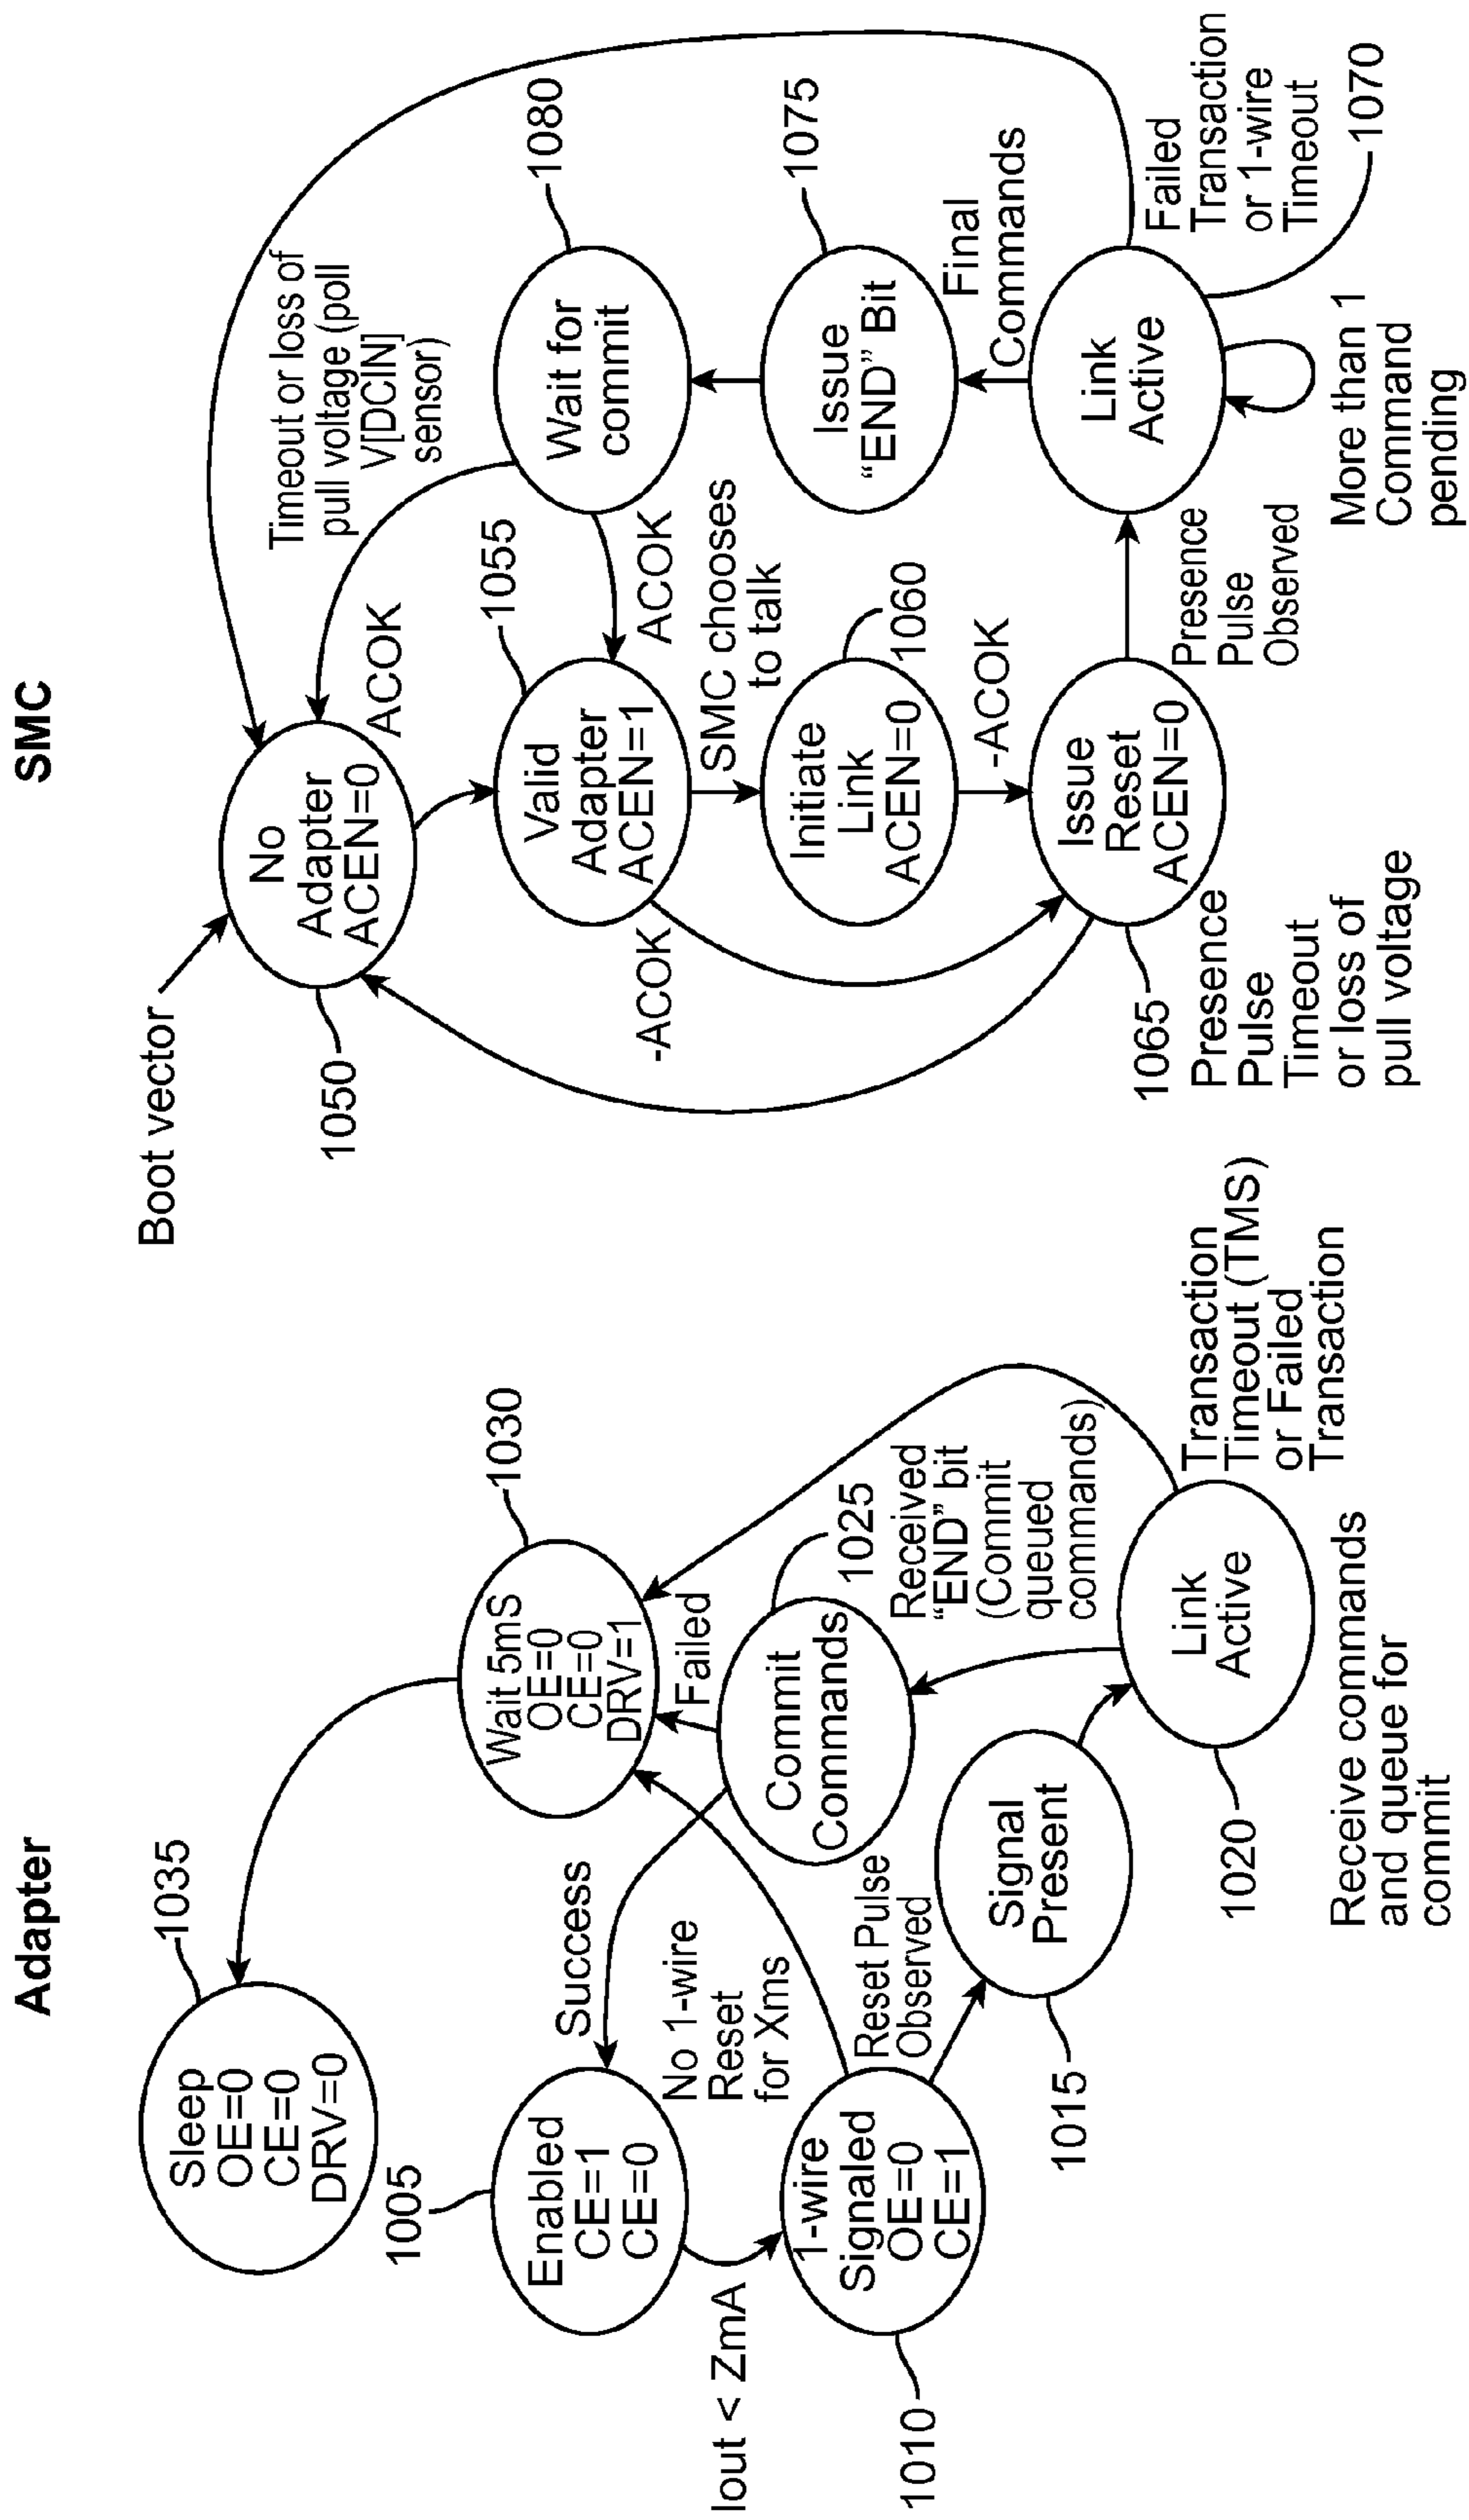 Adapter
1035
Sleep
OE=0
CE=0
DRV=0
1030
Wait 5mS
OE=0
CE=0
DRV=1
1005
Enabled
CE=1
CE=0
Success
Failed
Commit
Commands
1025
No 1-wire
Reset
for Xms
Iout < ZmA
1-wire
Signaled
OE=0
CE=1
1010
Reset Pulse
Observed
Signal
Present
1015
Received
“END” bit
(Commit
queued
commands)
Link
Active
1020
Transaction
Timeout (TMS)
or Failed
Transaction
Receive commands
and queue for
commit
SMC
Boot vector
No
Adapter
ACEN=0
1050
Timeout or loss of
pull voltage (poll
V[DCIN]
sensor)
ACOK
1055
Valid
Adapter
ACEN=1
ACOK
Wait for
commit
1080
-ACOK
SMC chooses
to talk
Initiate
Link
ACEN=0
1060
Issue
“END” Bit
1075
-ACOK
Final
Commands
Issue
Reset
ACEN=0
1065
Presence
Pulse
Timeout
or loss of
pull voltage
Presence
Pulse
Observed
Link
Active
Failed
Transaction
or 1-wire
Timeout
1070
More than 1
Command
pending